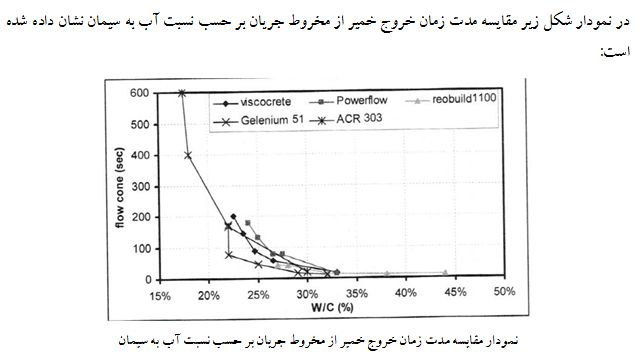 در نمودار شکل زیر مقایسه مدت زمان خروج خمیر از مخروط جریان بر حسب نسبت آب به سیمان نشان داده شده
است:
viscocrete Powerflow reobuild1100
Gelenium 51 ACR 303
600
500
400
300
200
100
0
flow cone (sec)
15% 20% 25% 30% 35% 40% 45% 50%
W/C (%)
نمودار مقایسه مدت زمان خروج خمیر از مخروط جریان بر حسب نسبت آب به سیمان